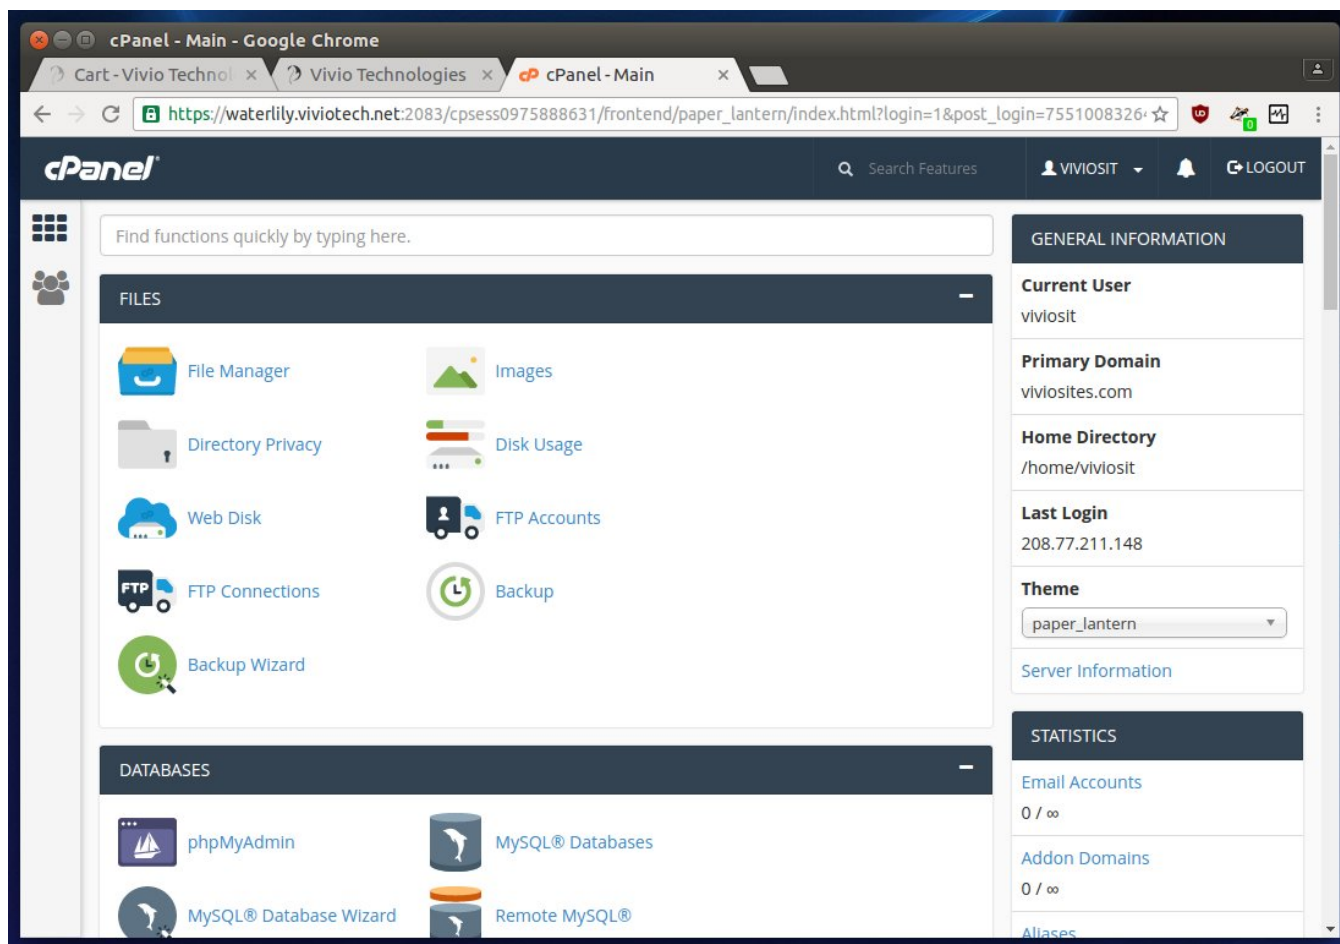 cPanel - Main - Google Chrome
Cart - Vivio Technol
Vivio Technologies
cPanel - Main
https://waterlily.viviotech.net:2083/cpsess0975888631/frontend/paper_lantern/index.html?login=1&post_login=7551008326
0
cPanel
Search Features
VIVIOSIT
LOGOUT
Find functions quickly by typing here.
FILES
File Manager
Images
Directory Privacy
Disk Usage
Web Disk
FTP Accounts
FTP
FTP Connections
Backup
Backup Wizard
DATABASES
phpMyAdmin
MySQL® Databases
MySQL® Database Wizard
Remote MySQL®
GENERAL INFORMATION
Current User
viviosit
Primary Domain
viviosites.com
Home Directory
/home/viviosit
Last Login
208.77.211.148
Theme
paper_lantern
Server Information
STATISTICS
Email Accounts
0 / ∞
Addon Domains
0 / ∞
Aliases